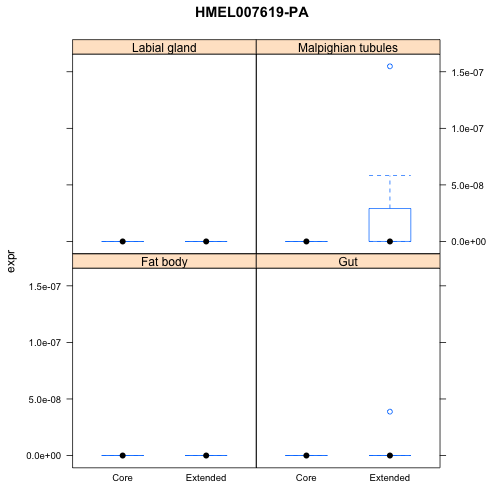 HMEL007619-PA
Labial gland
Malpighian tubules
1.5e-07
1.0e-07
5.0e-08
0.0e+00
expr
Fat body
Gut
1.5e-07
1.0e-07
5.0e-08
0.0e+00
Core
Extended
Core
Extended